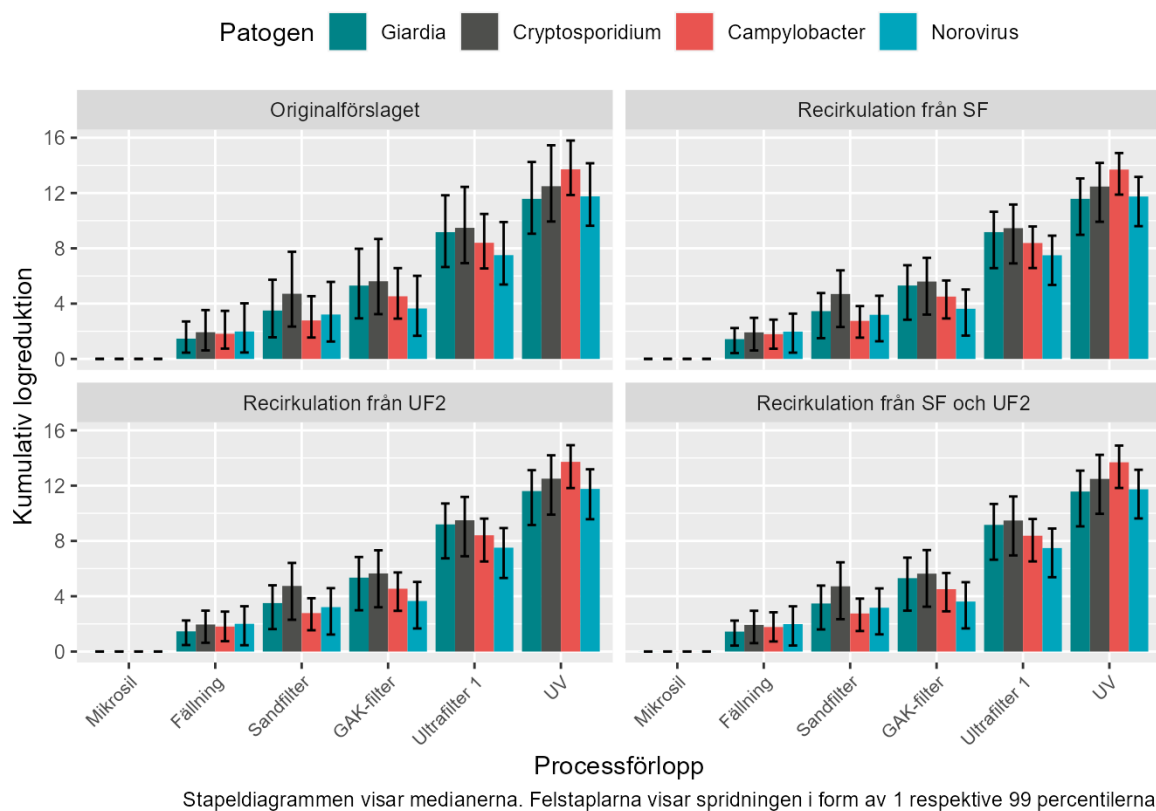 Patogen Giardia Cryptosporidium Campylobacter Norovirus
Originalförslaget
Recirkulation från SF
16
12
8
4
0
Recirkulation från UF2
Recirkulation från SF och UF2
16
12
8
4
0
Kumulativ logreduktion
Mikrosil Fällning Sandfilter GAK-filter Ultrafilter 1 UV
Mikrosil Fällning Sandfilter GAK-filter Ultrafilter 1 UV
Processförlopp
Stapeldiagrammen visar medianerna. Felstaplarna visar spridningen i form av 1 respektive 99 percentilerna